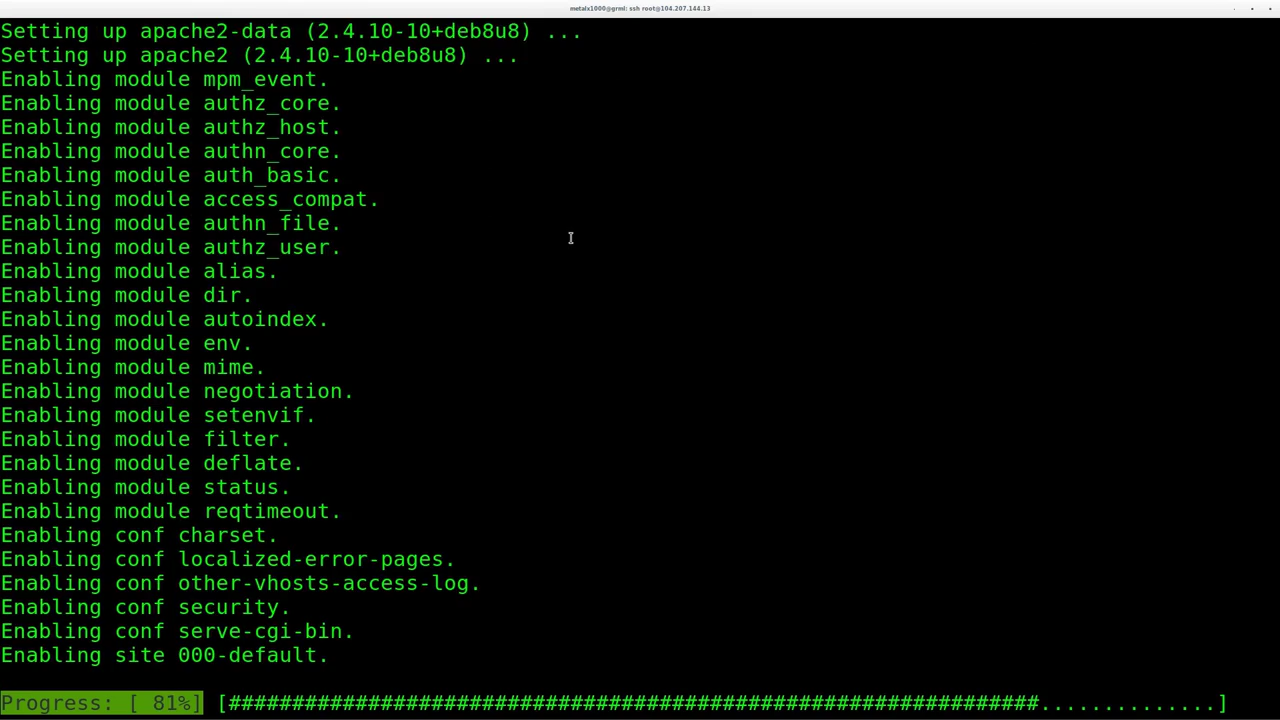 metalx1000@grml: ssh root@104.207.144.13
Setting up apache2-data (2.4.10-10+deb8u8) ...
Setting up apache2 (2.4.10-10+deb8u8) ...
Enabling module mpm_event.
Enabling module authz_core.
Enabling module authz_host.
Enabling module authn_core.
Enabling module auth_basic.
Enabling module access_compat.
Enabling module authn_file.
Enabling module authz_user.
Enabling module alias.
Enabling module dir.
Enabling module autoindex.
Enabling module env.
Enabling module mime.
Enabling module negotiation.
Enabling module setenvif.
Enabling module filter.
Enabling module deflate.
Enabling module status.
Enabling module reqtimeout.
Enabling conf charset.
Enabling conf localized-error-pages.
Enabling conf other-vhosts-access-log.
Enabling conf security.
Enabling conf serve-cgi-bin.
Enabling site 000-default.
Progress: [ 81%] [################################################################..............]